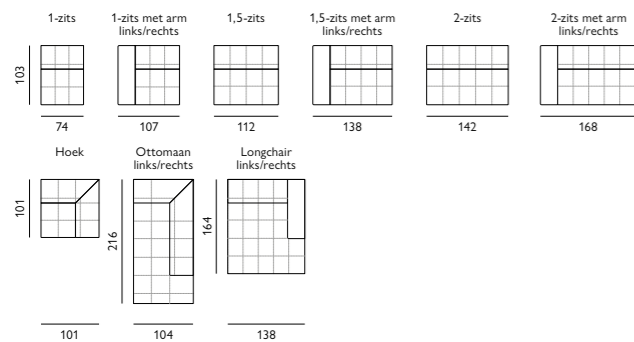 1-zits
1-zits met arm
links/rechts
1,5-zits
1,5-zits met arm
links/rechts
2-zits
2-zits met arm
links/rechts
103
74
107
112
138
142
168
Hoek
Ottomaan
links/rechts
Longchair
links/rechts
101
216
164
101
104
138